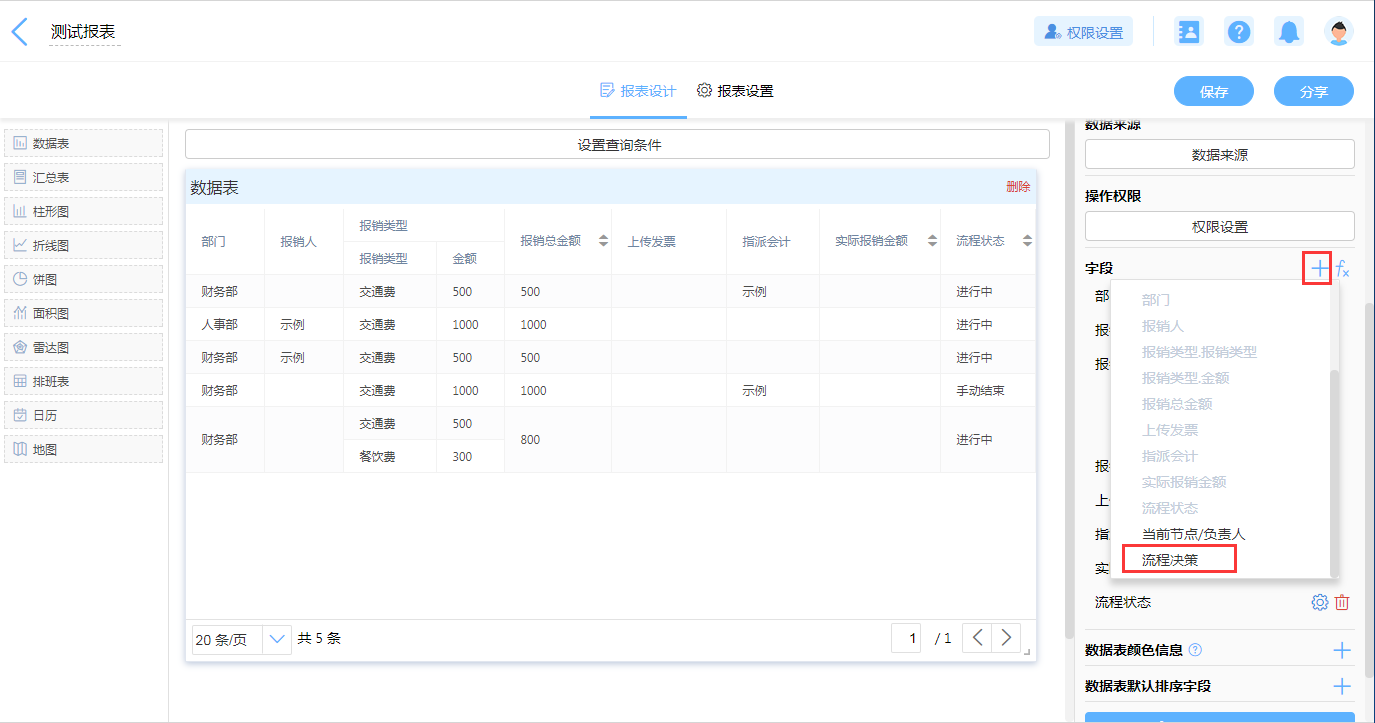 测试报表
权限设置
报表设计
报表设置
保存
分享
数据表
汇总表
柱形图
折线图
饼图
面积图
雷达图
排班表
日历
地图
设置查询条件
数据表 删除
部门 报销人 报销类型 报销总金额 上传发票 指派会计 实际报销金额 流程状态
报销类型 金额
财务部 交通费 500 500 示例 进行中
人事部 示例 交通费 1000 1000 进行中
财务部 示例 交通费 500 500 进行中
财务部 交通费 1000 1000 示例 手动结束
财务部 交通费 500 800 进行中
餐饮费 300
20 条/页 共 5 条 1 / 1
数据来源
数据来源
操作权限
权限设置
字段 fx
部
报
报
报
上
指
实
部门
报销人
报销类型.报销类型
报销类型.金额
报销总金额
上传发票
指派会计
实际报销金额
流程状态
当前节点/负责人
流程决策
流程状态
数据表颜色信息
数据表默认排序字段